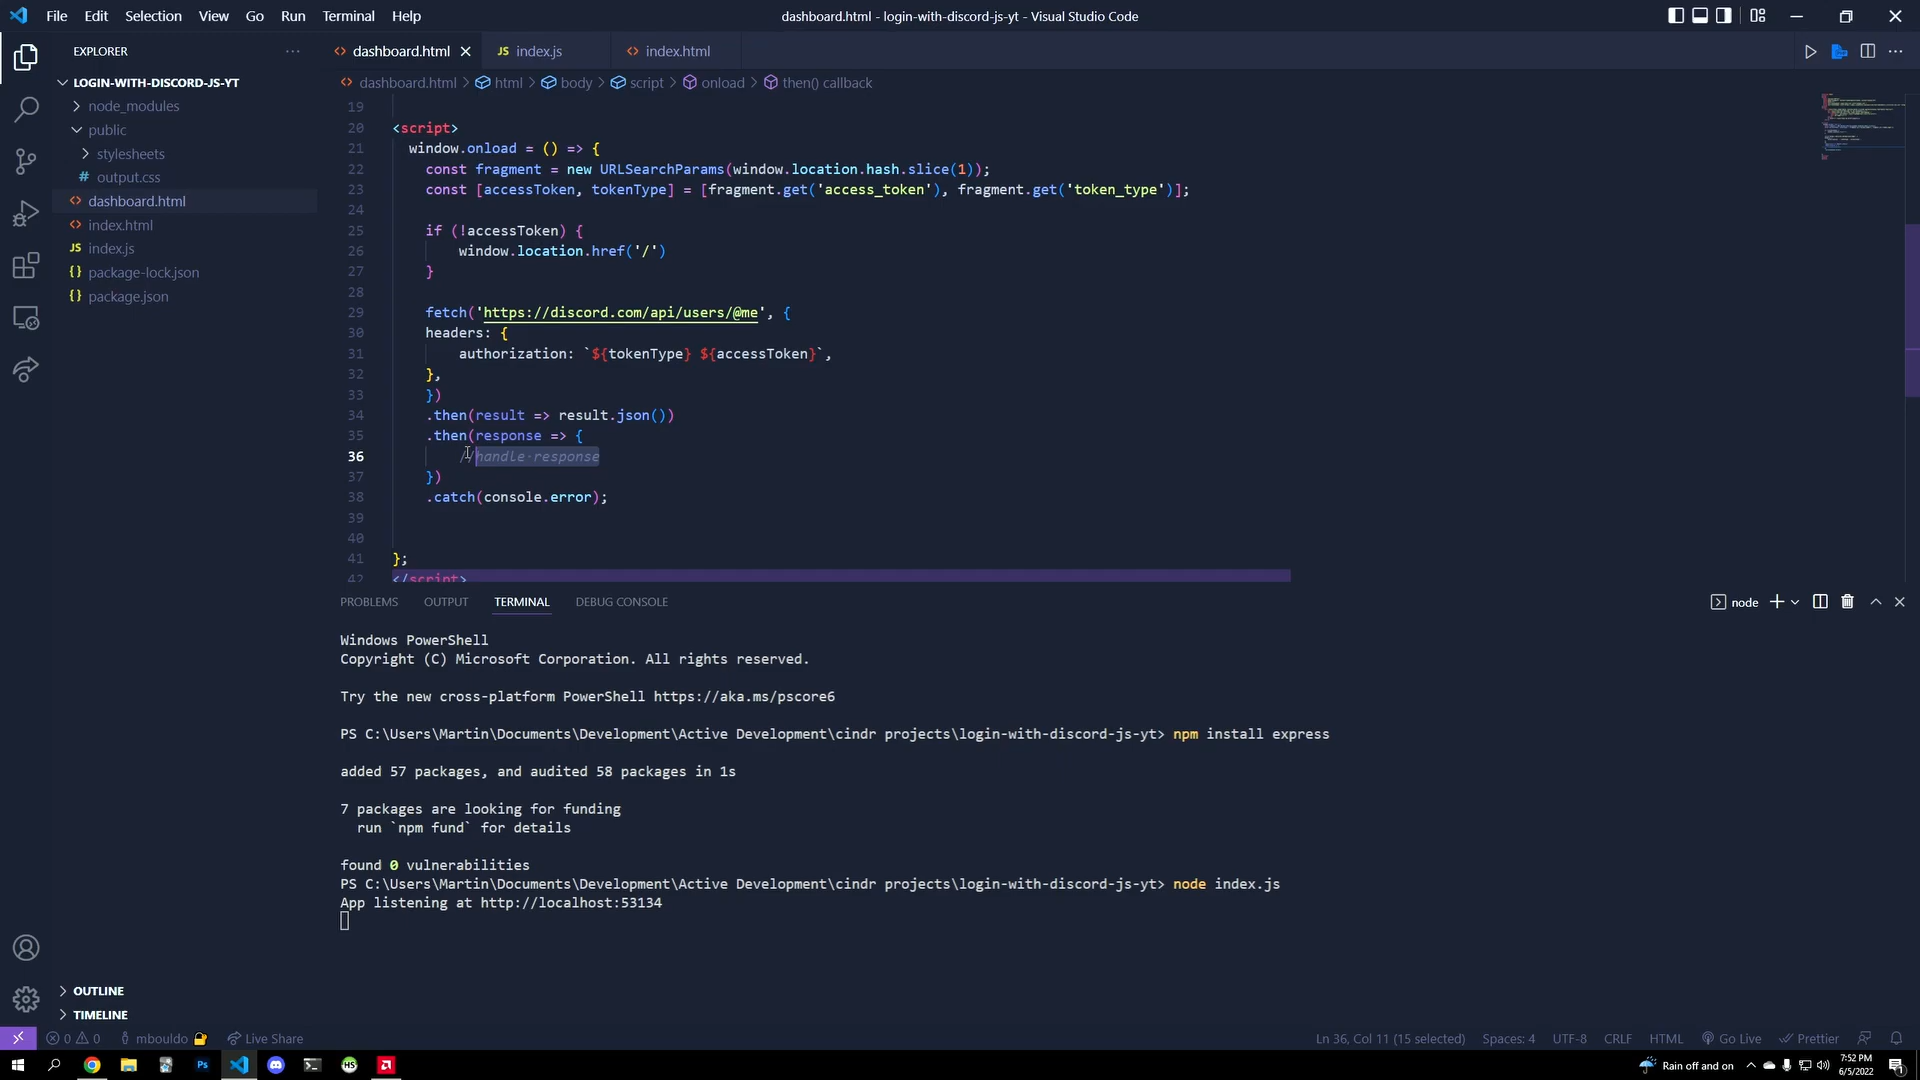 File Edit Selection View Go Run Terminal Help
dashboard.html - login-with-discord-js-yt - Visual Studio Code
EXPLORER
LOGIN-WITH-DISCORD-JS-YT
node_modules
public
stylesheets
# output.css
<> dashboard.html
<> index.html
JS index.js
{} package-lock.json
{} package.json
OUTLINE
TIMELINE
<> dashboard.html JS index.js <> index.html
<> dashboard.html > html > body > script > onload > then() callback
19
20 <script>
21 window.onload = () => {
22 const fragment = new URLSearchParams(window.location.hash.slice(1));
23 const [accessToken, tokenType] = [fragment.get('access_token'), fragment.get('token_type')];
24
25 if (!accessToken) {
26 window.location.href('/')
27 }
28
29 fetch('https://discord.com/api/users/@me', {
30 headers: {
31 authorization: `${tokenType} ${accessToken}`,
32 },
33 })
34 .then(result => result.json())
35 .then(response => {
36 //handle·response
37 })
38 .catch(console.error);
39
40
41 };
42 </script>
PROBLEMS OUTPUT TERMINAL DEBUG CONSOLE
node
Windows PowerShell
Copyright (C) Microsoft Corporation. All rights reserved.
Try the new cross-platform PowerShell https://aka.ms/pscore6
PS C:\Users\Martin\Documents\Development\Active Development\cindr projects\login-with-discord-js-yt> npm install express
added 57 packages, and audited 58 packages in 1s
7 packages are looking for funding
run `npm fund` for details
found 0 vulnerabilities
PS C:\Users\Martin\Documents\Development\Active Development\cindr projects\login-with-discord-js-yt> node index.js
App listening at http://localhost:53134
0 0 mbouldo Live Share
Ln 36, Col 11 (15 selected) Spaces: 4 UTF-8 CRLF HTML Go Live Prettier
Ps HS
Rain off and on
7:52 PM
6/5/2022